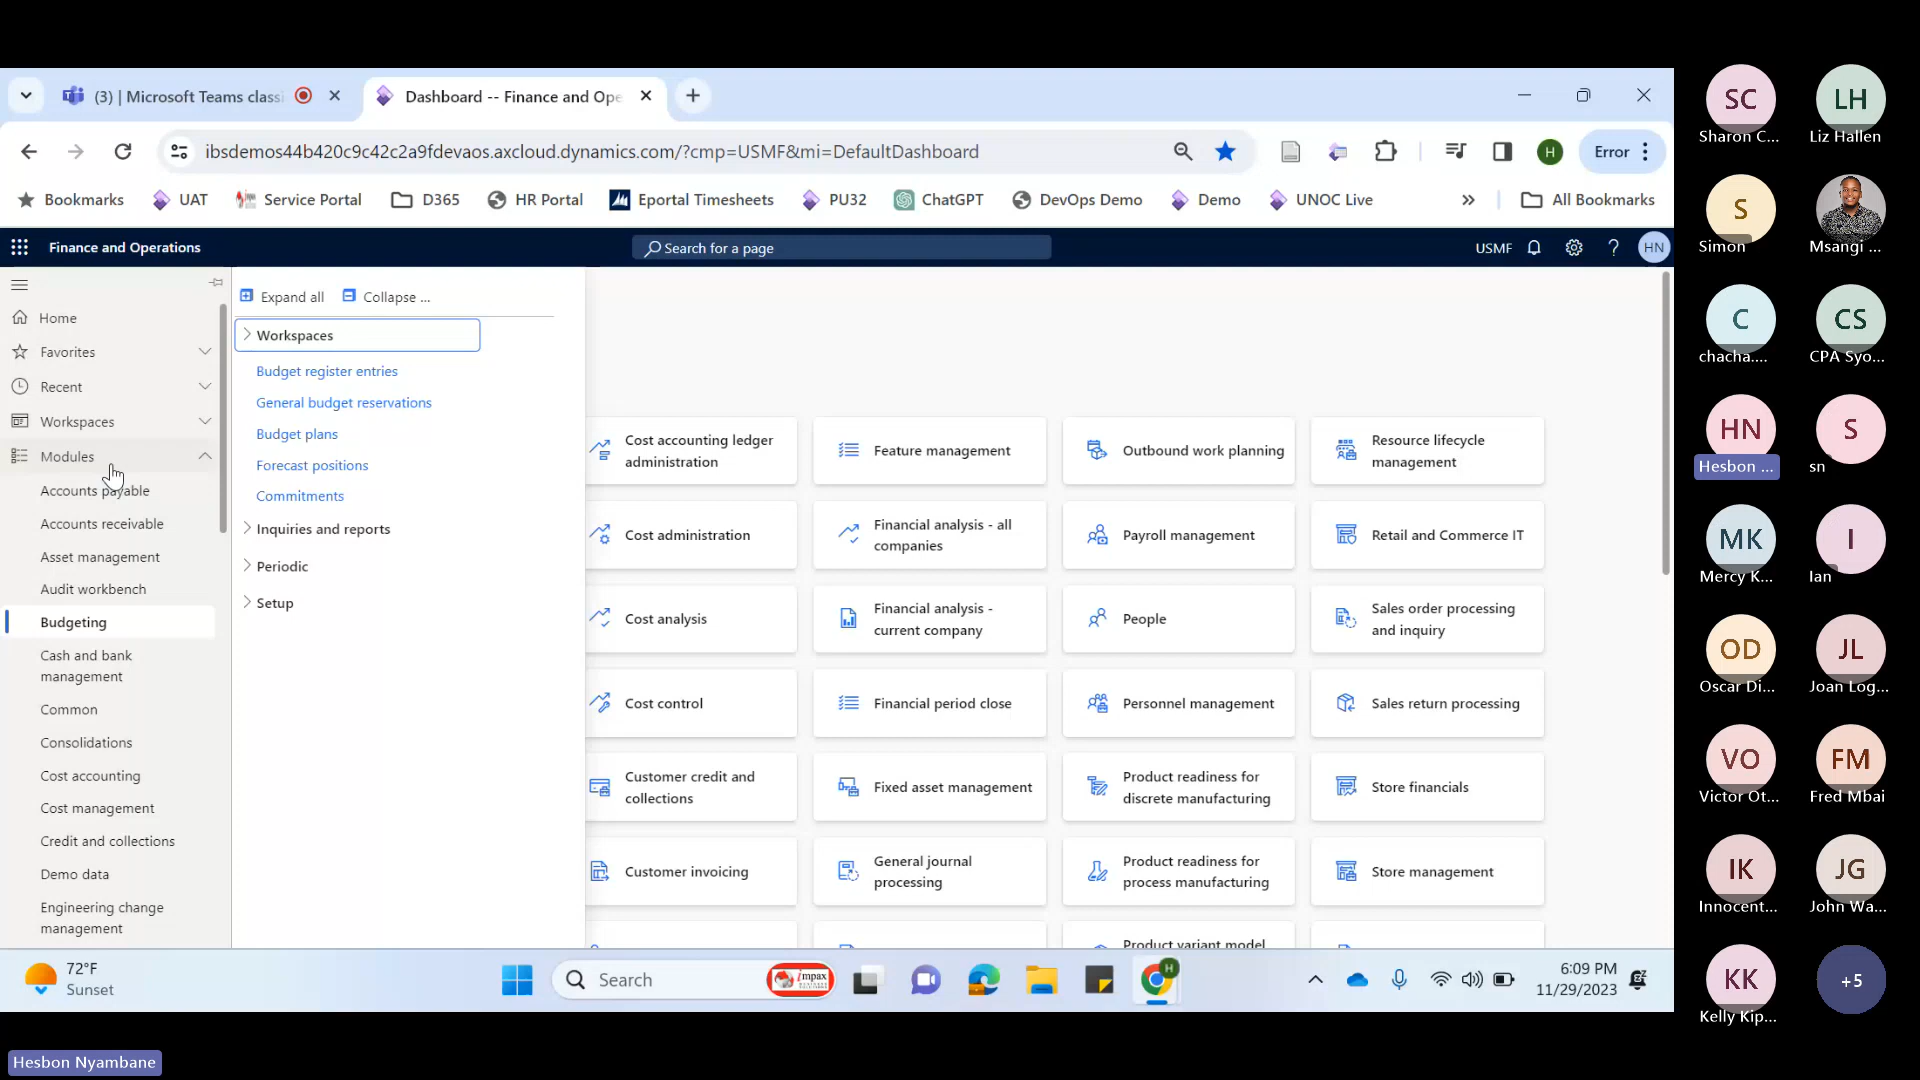 (3) | Microsoft Teams classi
Dashboard -- Finance and Ope
ibsdemos44b420c9c42c2a9fdevaos.axcloud.dynamics.com/?cmp=USMF&mi=DefaultDashboard
H
Error
Bookmarks
UAT
Service Portal
D365
HR Portal
Eportal Timesheets
PU32
ChatGPT
DevOps Demo
Demo
UNOC Live
All Bookmarks
Finance and Operations
Search for a page
USMF
HN
Home
Favorites
Recent
Workspaces
Modules
Accounts payable
Accounts receivable
Asset management
Audit workbench
Budgeting
Cash and bank
management
Common
Consolidations
Cost accounting
Cost management
Credit and collections
Demo data
Engineering change
management
Expand all
Collapse ...
Workspaces
Budget register entries
General budget reservations
Budget plans
Forecast positions
Commitments
Inquiries and reports
Periodic
Setup
Cost accounting ledger
administration
Feature management
Outbound work planning
Resource lifecycle
management
Cost administration
Financial analysis - all
companies
Payroll management
Retail and Commerce IT
Cost analysis
Financial analysis -
current company
People
Sales order processing
and inquiry
Cost control
Financial period close
Personnel management
Sales return processing
Customer credit and
collections
Fixed asset management
Product readiness for
discrete manufacturing
Store financials
Customer invoicing
General journal
processing
Product readiness for
process manufacturing
Store management
Product variant model
72°F
Sunset
Search
impax
H
6:09 PM
11/29/2023
Hesbon Nyambane
SC
Sharon C...
LH
Liz Hallen
S
Simon
Msangi ...
C
chacha....
CS
CPA Syo...
HN
Hesbon ...
S
sn
MK
Mercy K...
I
Ian
OD
Oscar Di...
JL
Joan Log...
VO
Victor Ot...
FM
Fred Mbai
IK
Innocent...
JG
John Wa...
KK
Kelly Kip...
+5